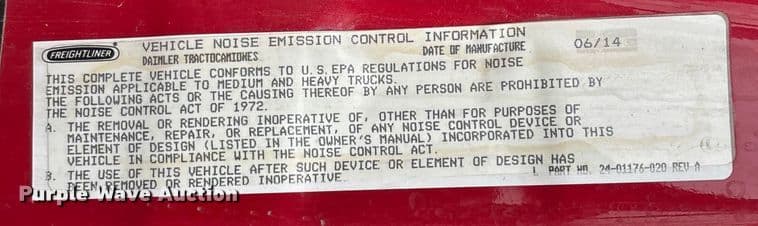 FREIGHTLINER
VEHICLE NOISE EMISSION CONTROL INFORMATION
DAIMLER TRACTOCAMIONES DATE OF MANUFACTURE 06/14
THIS COMPLETE VEHICLE CONFORMS TO U.S.EPA REGULATIONS FOR NOISE
EMISSION APPLICABLE TO MEDIUM AND HEAVY TRUCKS.
THE FOLLOWING ACTS OR THE CAUSING THEREOF BY ANY PERSON ARE PROHIBITED BY
THE NOISE CONTROL ACT OF 1972.
A. THE REMOVAL OR RENDERING INOPERATIVE OF, OTHER THAN FOR PURPOSES OF
MAINTENANCE, REPAIR, OR REPLACEMENT, OF ANY NOISE CONTROL DEVICE OR
ELEMENT OF DESIGN (LISTED IN THE OWNER'S MANUAL) INCORPORATED INTO THIS
VEHICLE IN COMPLIANCE WITH THE NOISE CONTROL ACT.
B. THE USE OF THIS VEHICLE AFTER SUCH DEVICE OR ELEMENT OF DESIGN HAS
BEEN REMOVED OR RENDERED INOPERATIVE
PART NO. 24-01176-020 REV A
Purple Wave Auction